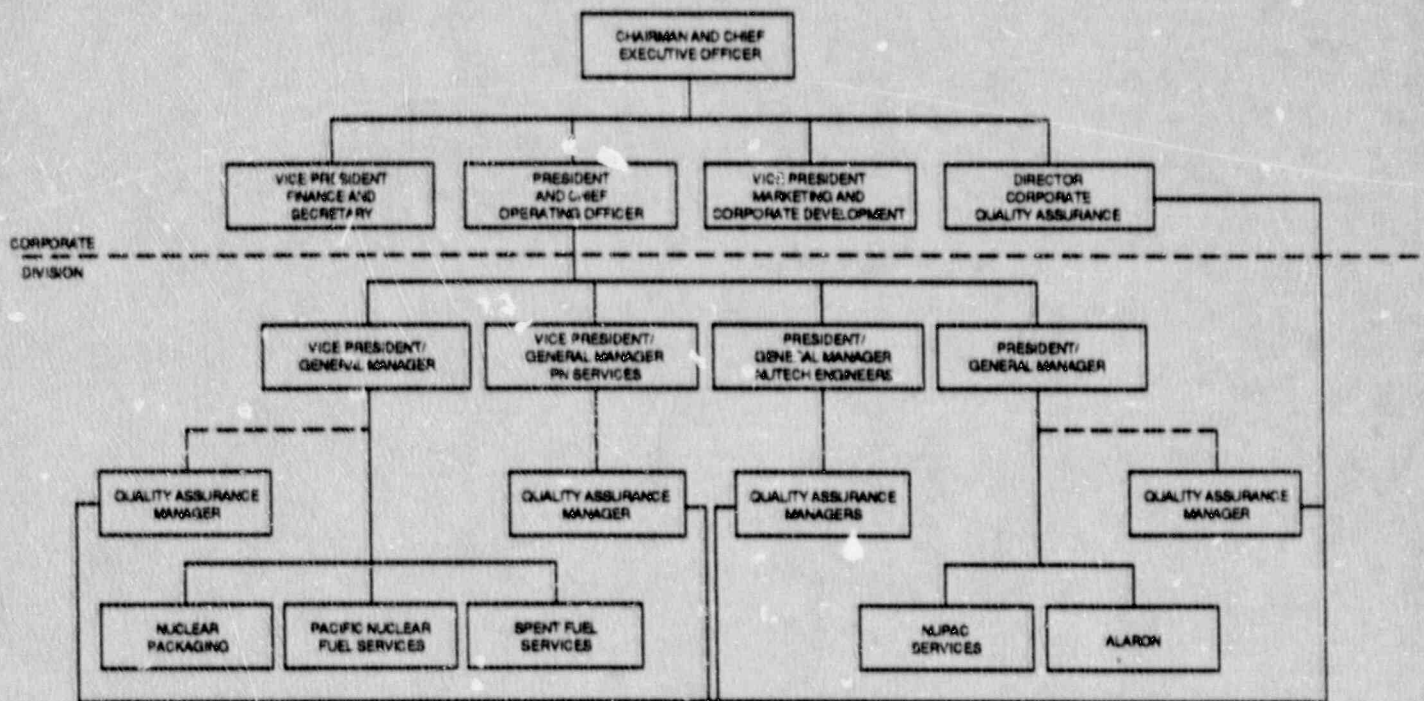 CHAIRMAN AND CHIEF
EXECUTIVE OFFICER
VICE PRESIDENT
FINANCE AND
SECRETARY
PRESIDENT
AND CHIEF
OPERATING OFFICER
VICE PRESIDENT
MARKETING AND
CORPORATE DEVELOPMENT
DIRECTOR
CORPORATE
QUALITY ASSURANCE
CORPORATE
DIVISION
VICE PRESIDENT/
GENERAL MANAGER
VICE PRESIDENT/
GENERAL MANAGER
PN SERVICES
PRESIDENT/
GENERAL MANAGER
NUTECH ENGINEERS
PRESIDENT/
GENERAL MANAGER
QUALITY ASSURANCE
MANAGER
QUALITY ASSURANCE
MANAGER
QUALITY ASSURANCE
MANAGERS
QUALITY ASSURANCE
MANAGER
NUCLEAR
PACKAGING
PACIFIC NUCLEAR
FUEL SERVICES
SPENT FUEL
SERVICES
NUPAC
SERVICES
ALARON